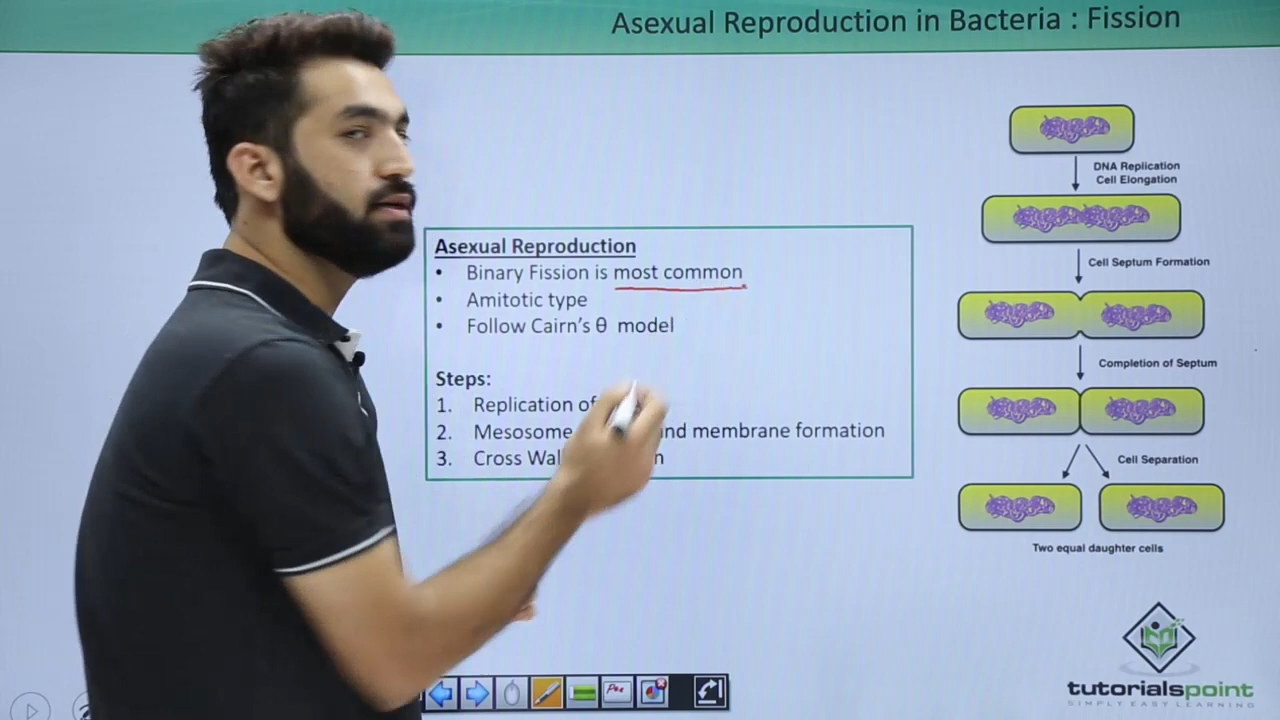 Asexual Reproduction in Bacteria : Fission
Asexual Reproduction
• Binary Fission is most common
• Amitotic type
• Follow Cairn's θ model
Steps:
1. Replication of
2. Mesosome and membrane formation
3. Cross
DNA Replication
Cell Elongation
Cell Septum Formation
Completion of Septum
Cell Separation
Two equal daughter cells
tutorialspoint
SIMPLY EASY LEARNING